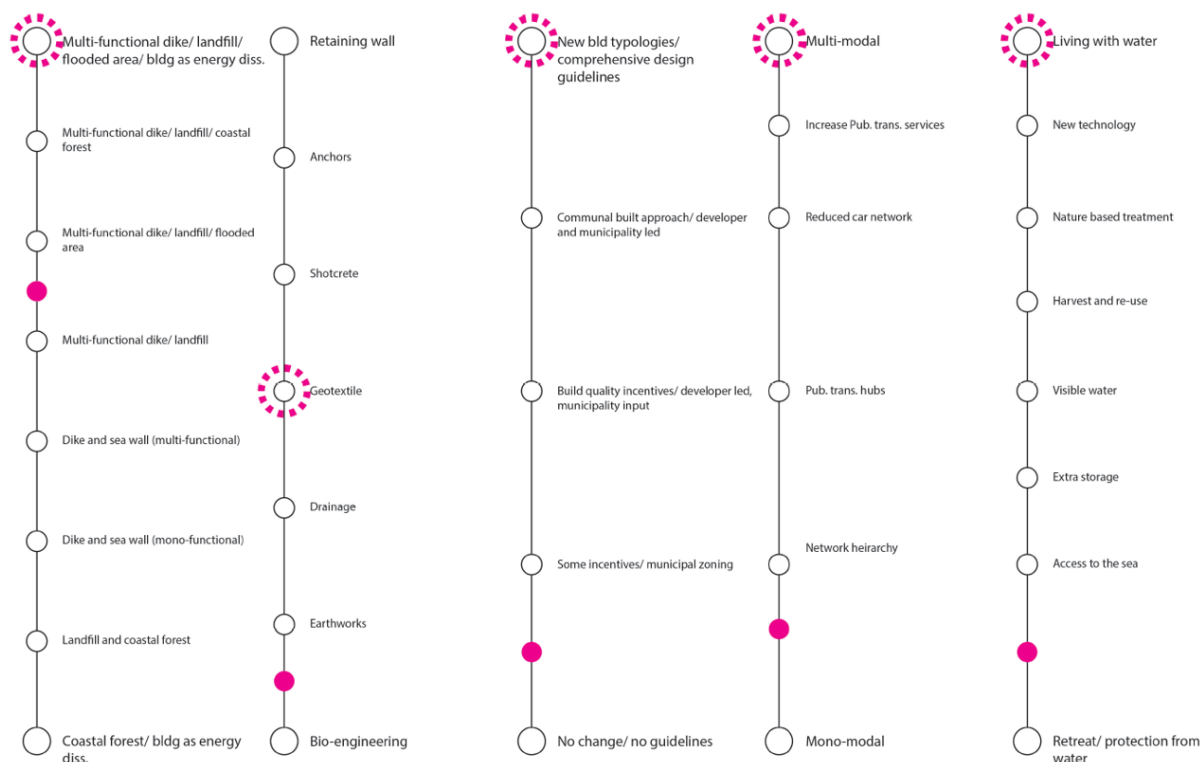 Multi-functional dike/ landfill/
flooded area/ bldg as energy diss.
Multi-functional dike/ landfill/ coastal
forest
Multi-functional dike/ landfill/ flooded
area
Multi-functional dike/ landfill
Dike and sea wall (multi-functional)
Dike and sea wall (mono-functional)
Landfill and coastal forest
Coastal forest/ bldg as energy
diss.
Retaining wall
Anchors
Shotcrete
Geotextile
Drainage
Earthworks
Bio-engineering
New bld typologies/
comprehensive design
guidelines
Communal built approach/ developer
and municipality led
Build quality incentives/ developer led,
municipality input
Some incentives/ municipal zoning
No change/ no guidelines
Multi-modal
Increase Pub. trans. services
Reduced car network
Pub. trans. hubs
Network heirarchy
Mono-modal
Living with water
New technology
Nature based treatment
Harvest and re-use
Visible water
Extra storage
Access to the sea
Retreat/ protection from
water